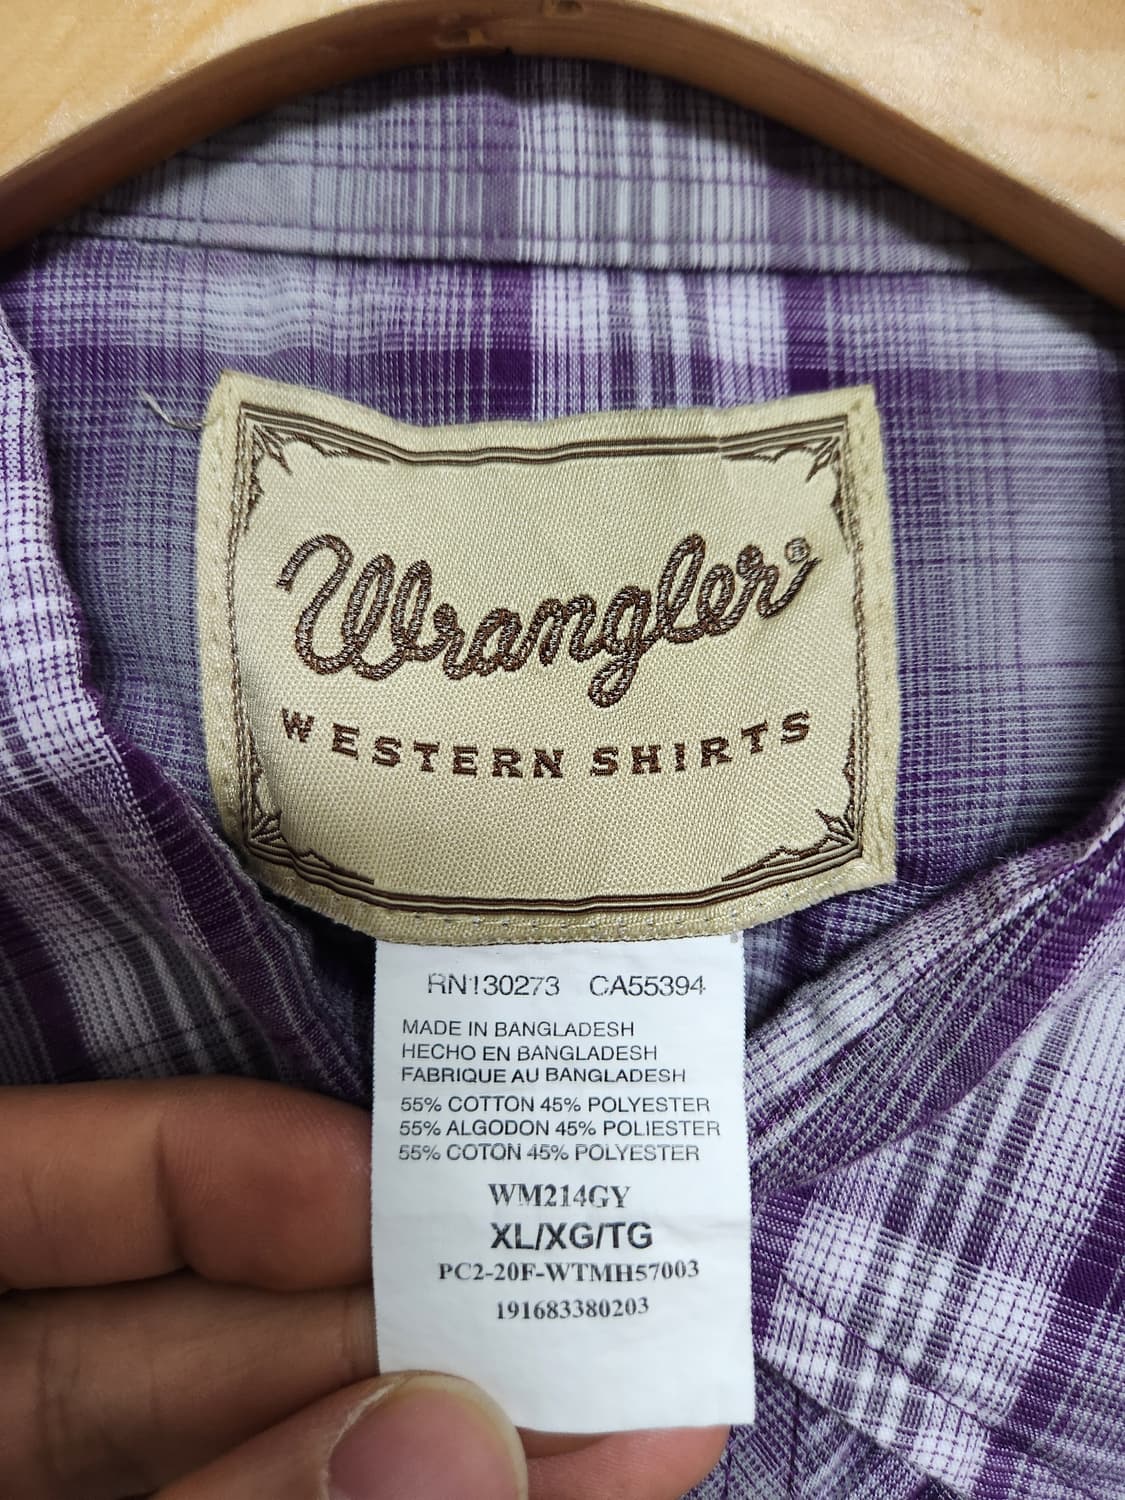 Wrangler®
WESTERN SHIRTS
RN130273 CA55394
MADE IN BANGLADESH
HECHO EN BANGLADESH
FABRIQUE AU BANGLADESH
55% COTTON 45% POLYESTER
55% ALGODON 45% POLIESTER
55% COTON 45% POLYESTER
WM214GY
XL/XG/TG
PC2-20F-WTMH57003
191683380203